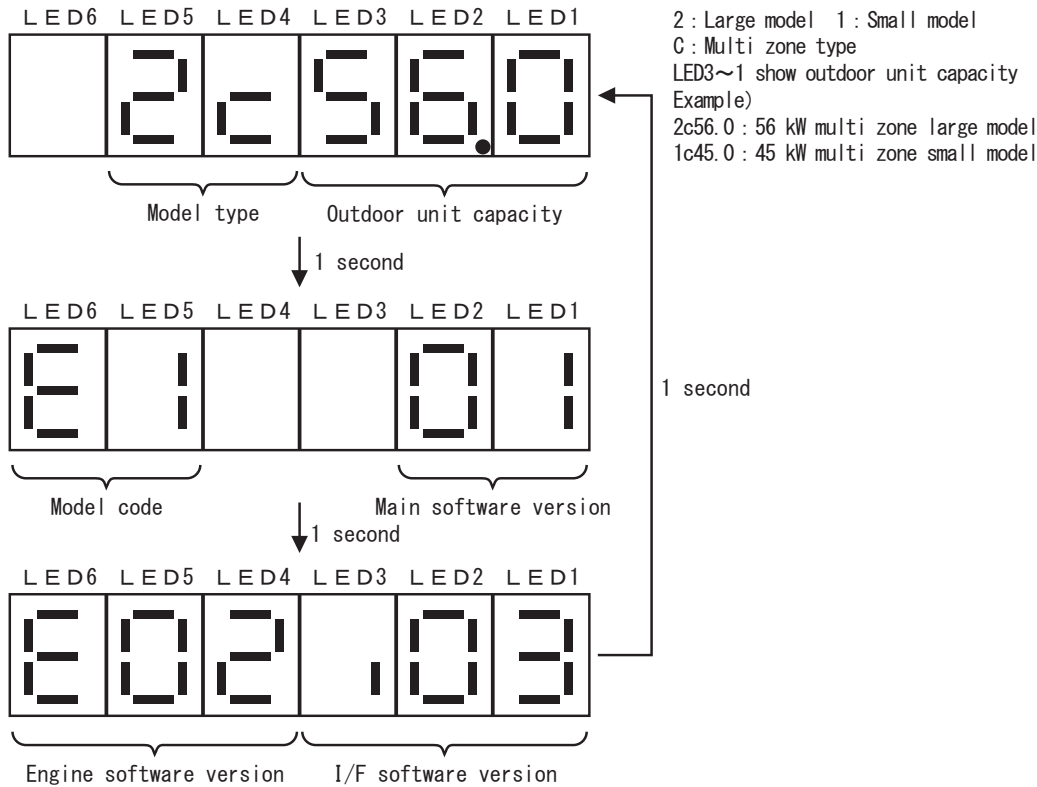 LED6 LED5 LED4 LED3 LED2 LED1
2c56.0
Model type
Outdoor unit capacity
2 : Large model 1 : Small model
C : Multi zone type
LED3～1 show outdoor unit capacity
Example)
2c56.0 : 56 kW multi zone large model
1c45.0 : 45 kW multi zone small model
1 second
LED6 LED5 LED4 LED3 LED2 LED1
E1 01
1 second
Model code
Main software version
1 second
LED6 LED5 LED4 LED3 LED2 LED1
E02 i03
Engine software version
I/F software version